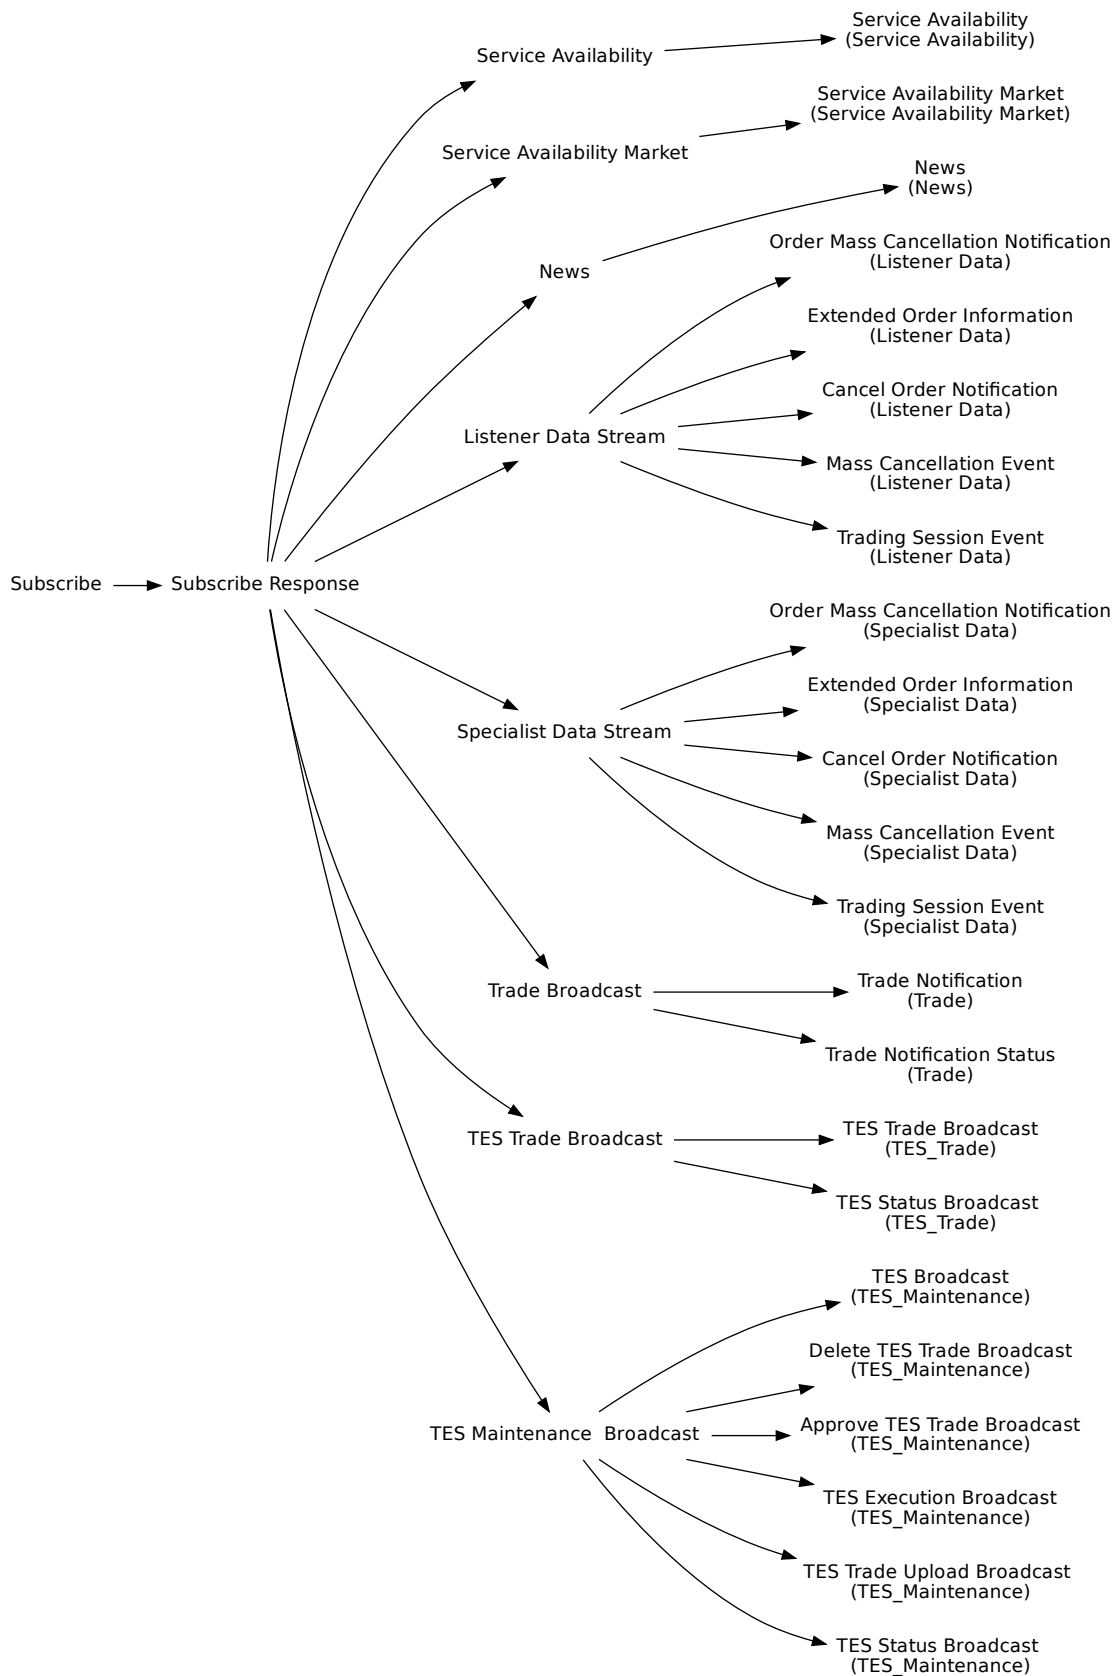 Service Availability
(Service Availability)
Service Availability
Service Availability Market
(Service Availability Market)
Service Availability Market
News
(News)
News
Order Mass Cancellation Notification
(Listener Data)
Extended Order Information
(Listener Data)
Cancel Order Notification
(Listener Data)
Listener Data Stream
Mass Cancellation Event
(Listener Data)
Trading Session Event
(Listener Data)
Subscribe
Subscribe Response
Order Mass Cancellation Notification
(Specialist Data)
Extended Order Information
(Specialist Data)
Specialist Data Stream
Cancel Order Notification
(Specialist Data)
Mass Cancellation Event
(Specialist Data)
Trading Session Event
(Specialist Data)
Trade Broadcast
Trade Notification
(Trade)
Trade Notification Status
(Trade)
TES Trade Broadcast
TES Trade Broadcast
(TES_Trade)
TES Status Broadcast
(TES_Trade)
TES Broadcast
(TES_Maintenance)
Delete TES Trade Broadcast
(TES_Maintenance)
TES Maintenance  Broadcast
Approve TES Trade Broadcast
(TES_Maintenance)
TES Execution Broadcast
(TES_Maintenance)
TES Trade Upload Broadcast
(TES_Maintenance)
TES Status Broadcast
(TES_Maintenance)